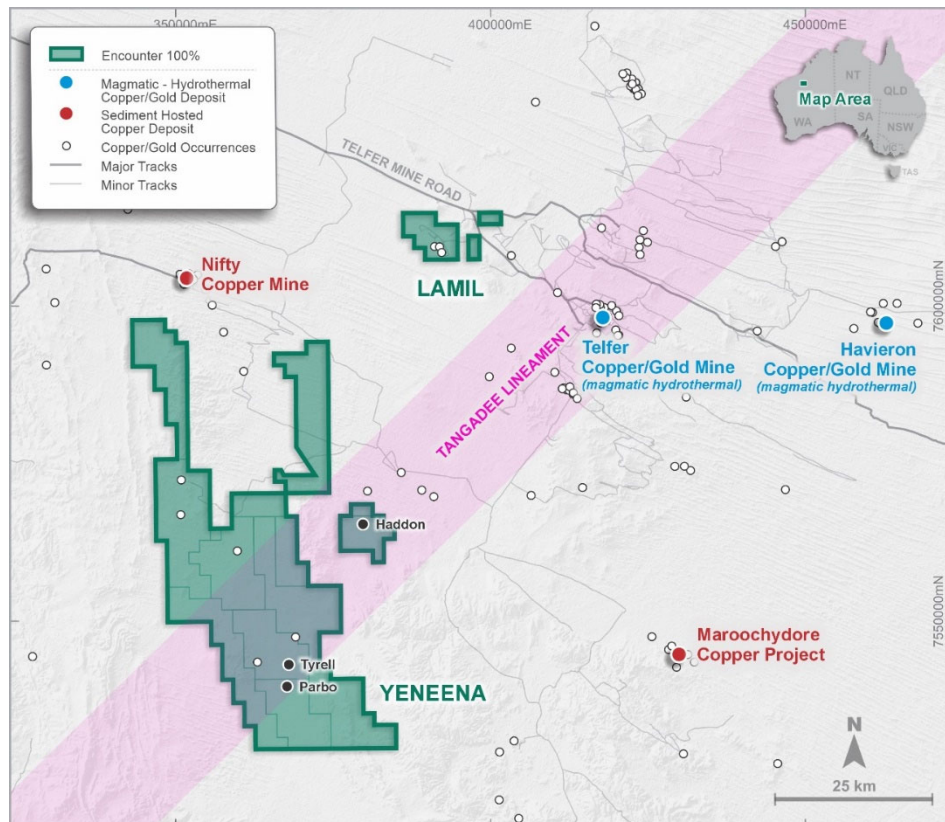 350000mE
400000mE
450000mE
Encounter 100%
Magmatic - Hydrothermal
Copper/Gold Deposit
Sediment Hosted
Copper Deposit
Copper/Gold Occurrences
Major Tracks
Minor Tracks
NT
QLD
Map Area
WA
SA
NSW
VIC
TAS
TELFER MINE ROAD
Nifty
Copper Mine
LAMIL
7600000mN
Telfer
Copper/Gold Mine
(magmatic hydrothermal)
Havieron
Copper/Gold Mine
(magmatic hydrothermal)
TANGADEE LINEAMENT
Haddon
7550000mN
Maroochydore
Copper Project
Tyrell
Parbo
YENEENA
N
25 km